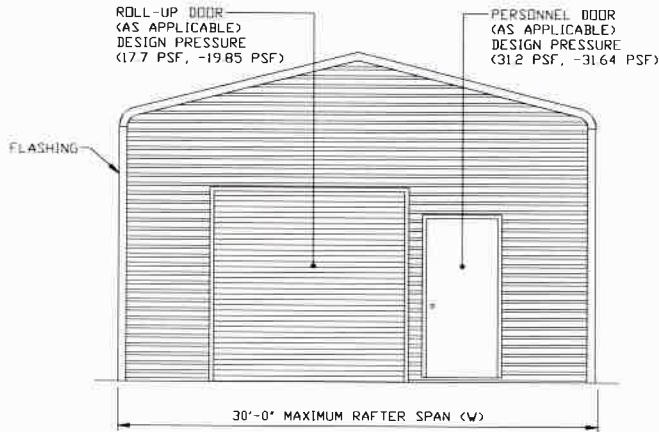 ROLL-UP DOOR
(AS APPLICABLE)
DESIGN PRESSURE
(17.7 PSF, -19.85 PSF)
PERSONNEL DOOR
(AS APPLICABLE)
DESIGN PRESSURE
(31.2 PSF, -31.64 PSF)
FLASHING
30'-0" MAXIMUM RAFTER SPAN (W)